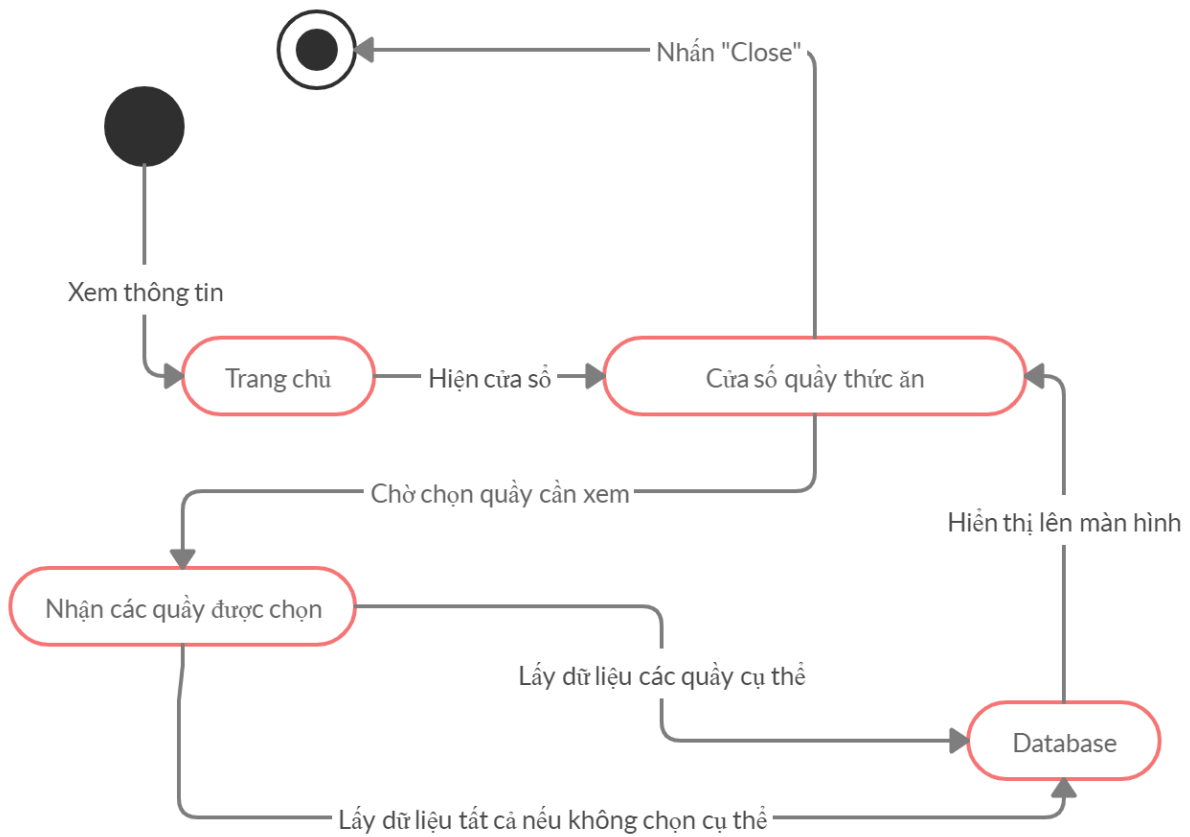 Nhấn "Close"
Xem thông tin
Trang chủ
Hiện cửa sổ
Cửa số quầy thức ăn
Chờ chọn quầy cần xem
Hiển thị lên màn hình
Nhận các quầy được chọn
Lấy dữ liệu các quầy cụ thể
Database
Lấy dữ liệu tất cả nếu không chọn cụ thể